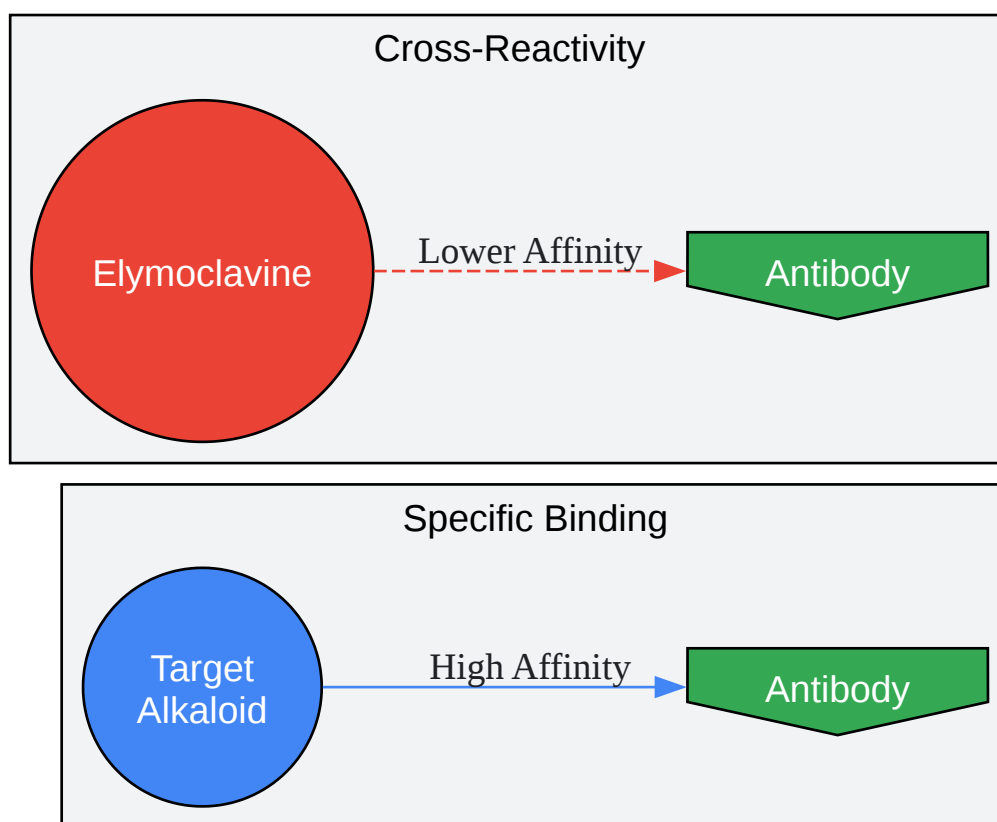 Cross-Reactivity
Elymoclavine
Lower Affinity
Antibody
Specific Binding
Target
Alkaloid
High Affinity
Antibody